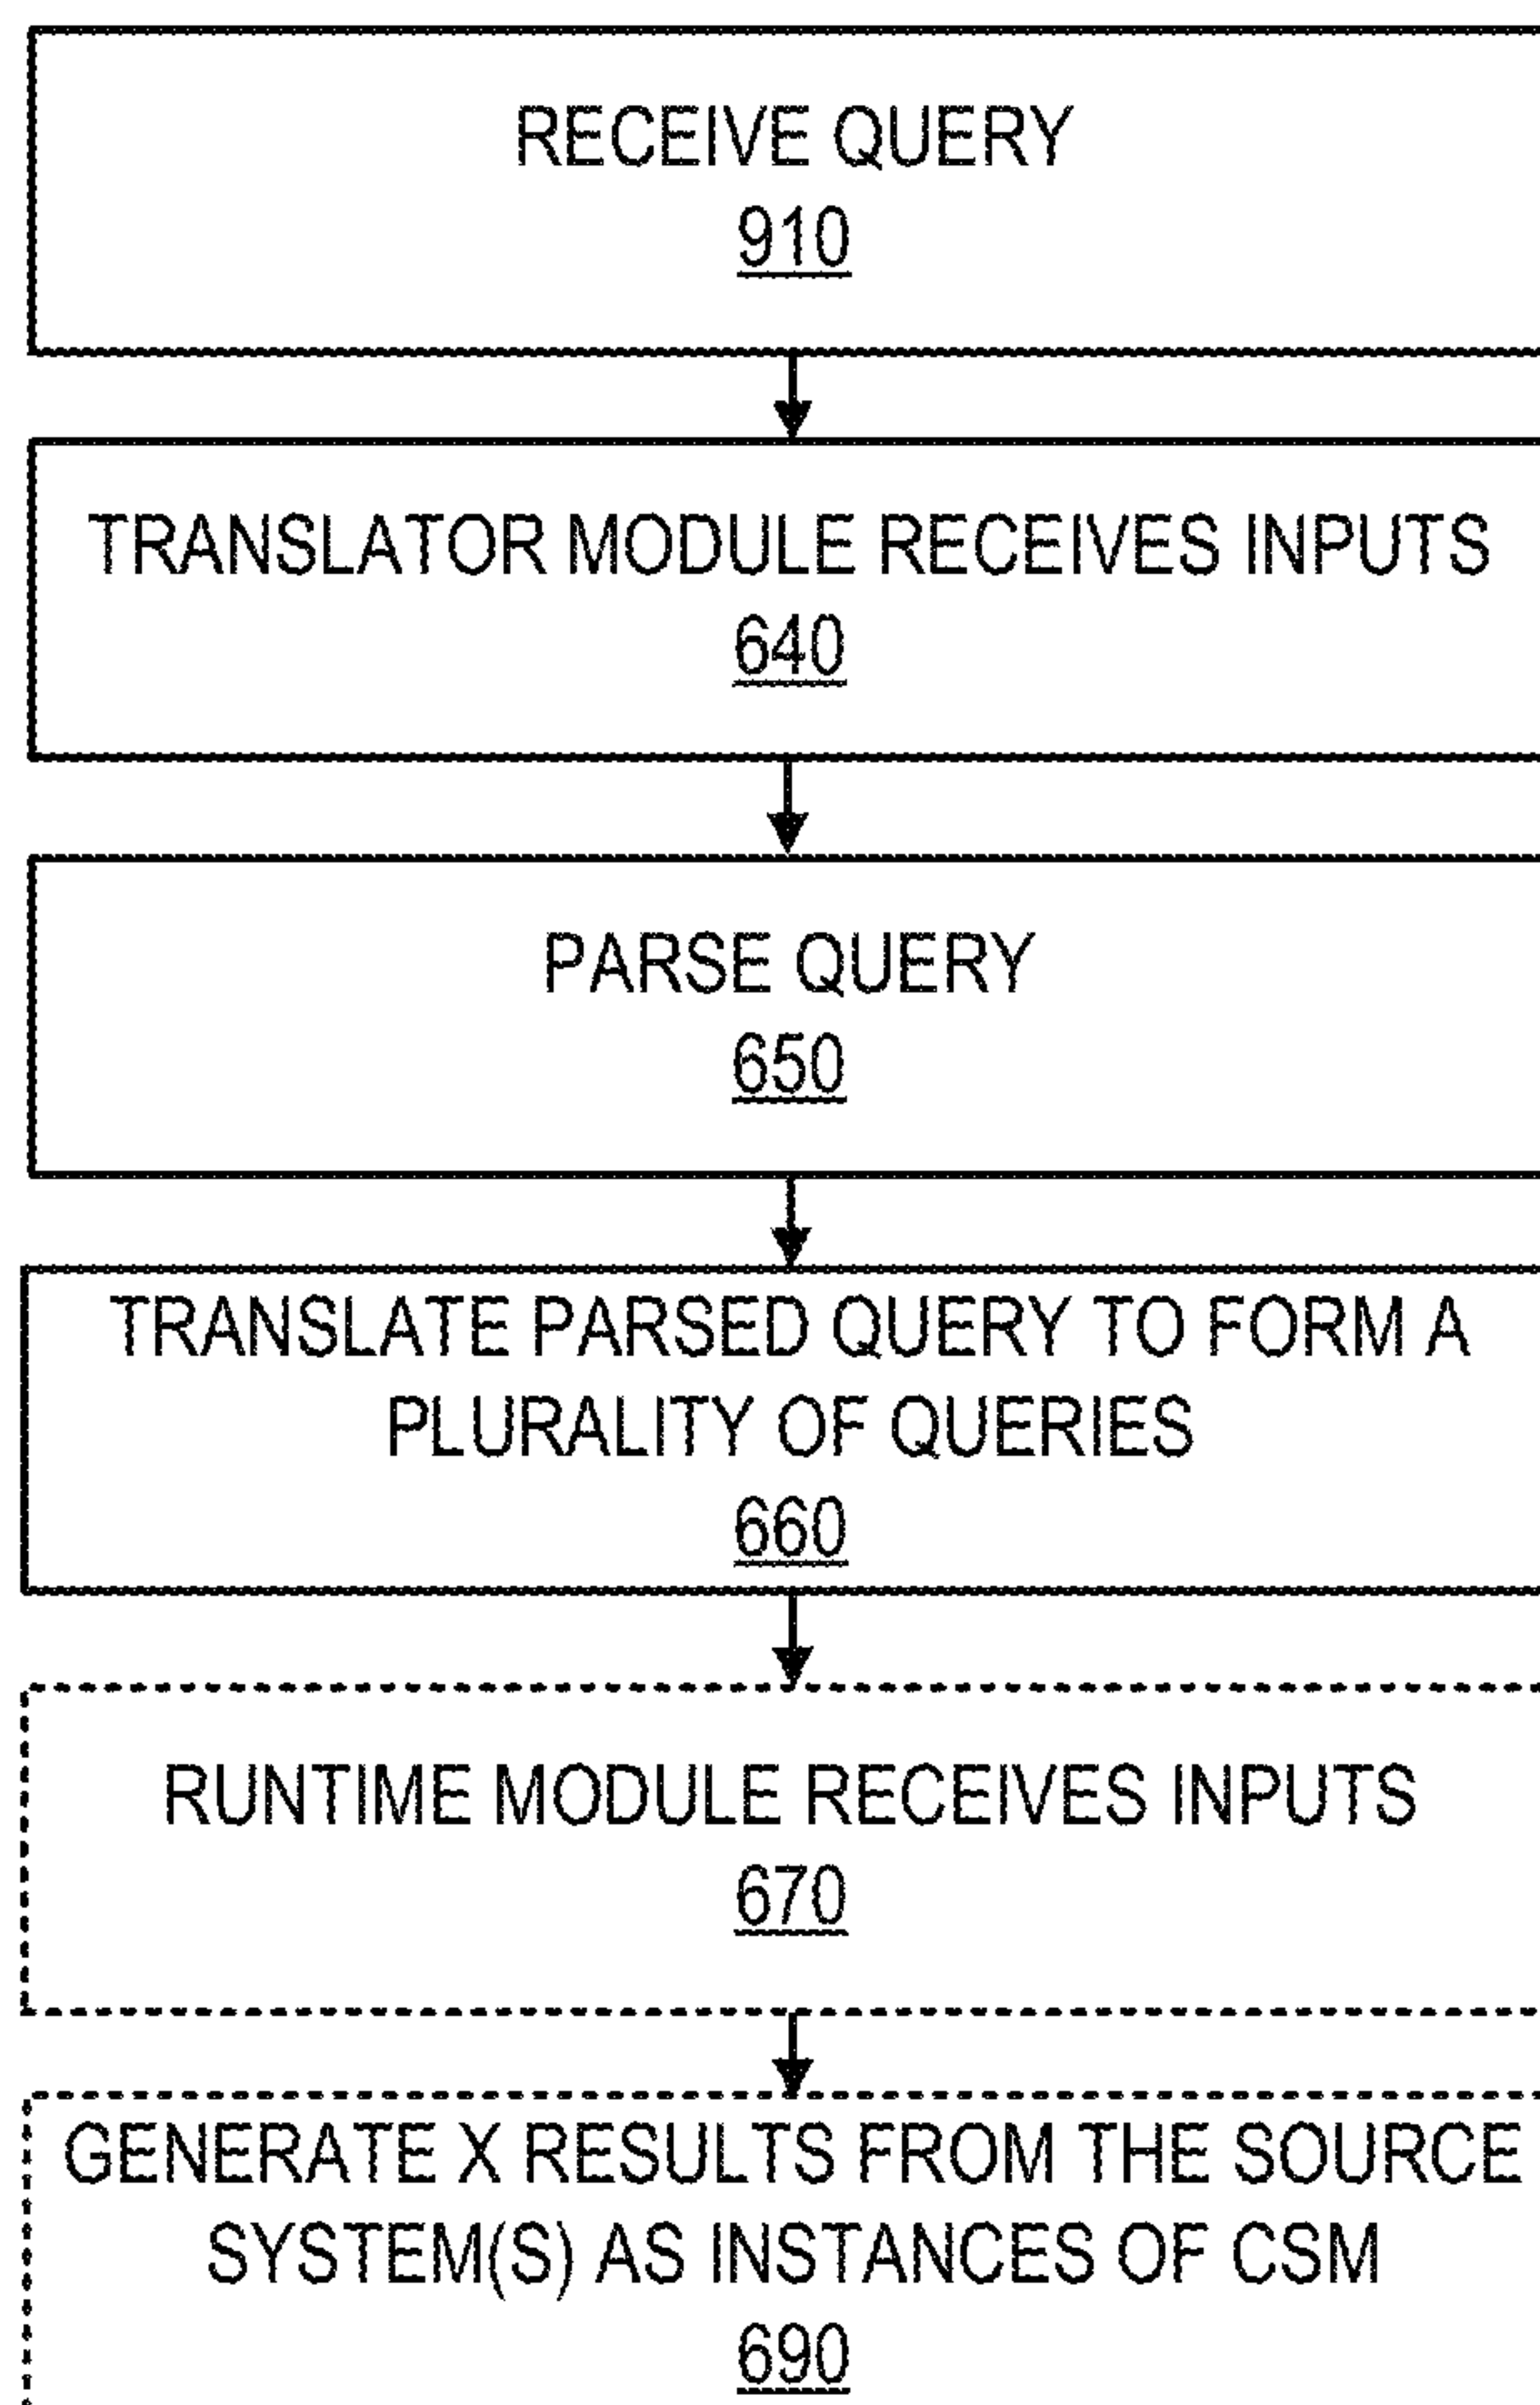 RECEIVE QUERY
910
TRANSLATOR MODULE RECEIVES INPUTS
640
PARSE QUERY
650
TRANSLATE PARSED QUERY TO FORM A
PLURALITY OF QUERIES
660
RUNTIME MODULE RECEIVES INPUTS
670
GENERATE X RESULTS FROM THE SOURCE
SYSTEM(S) AS INSTANCES OF CSM
690